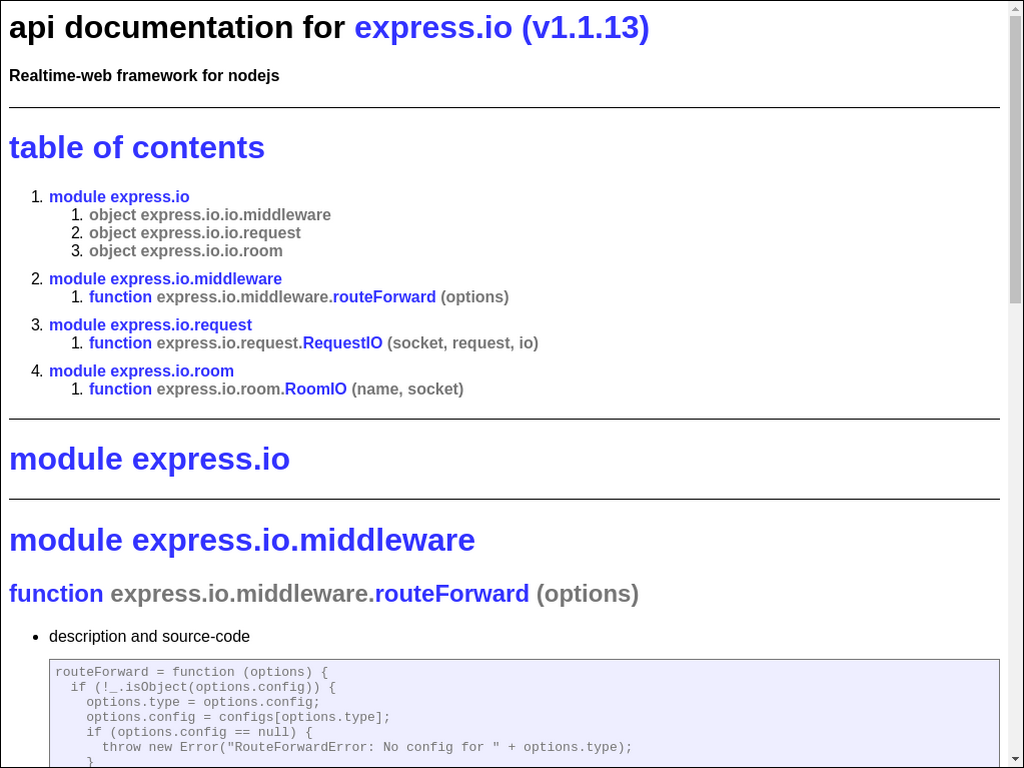 api documentation for express.io (v1.1.13)
Realtime-web framework for nodejs
table of contents
1. module express.io
1. object express.io.io.middleware
2. object express.io.io.request
3. object express.io.io.room
2. module express.io.middleware
1. function express.io.middleware.routeForward (options)
3. module express.io.request
1. function express.io.request.RequestIO (socket, request, io)
4. module express.io.room
1. function express.io.room.RoomIO (name, socket)
module express.io
module express.io.middleware
function express.io.middleware.routeForward (options)
• description and source-code
routeForward = function (options) {
  if (!_.isObject(options.config)) {
    options.type = options.config;
    options.config = configs[options.type];
    if (options.config == null) {
      throw new Error("RouteForwardError: No config for " + options.type);
    }